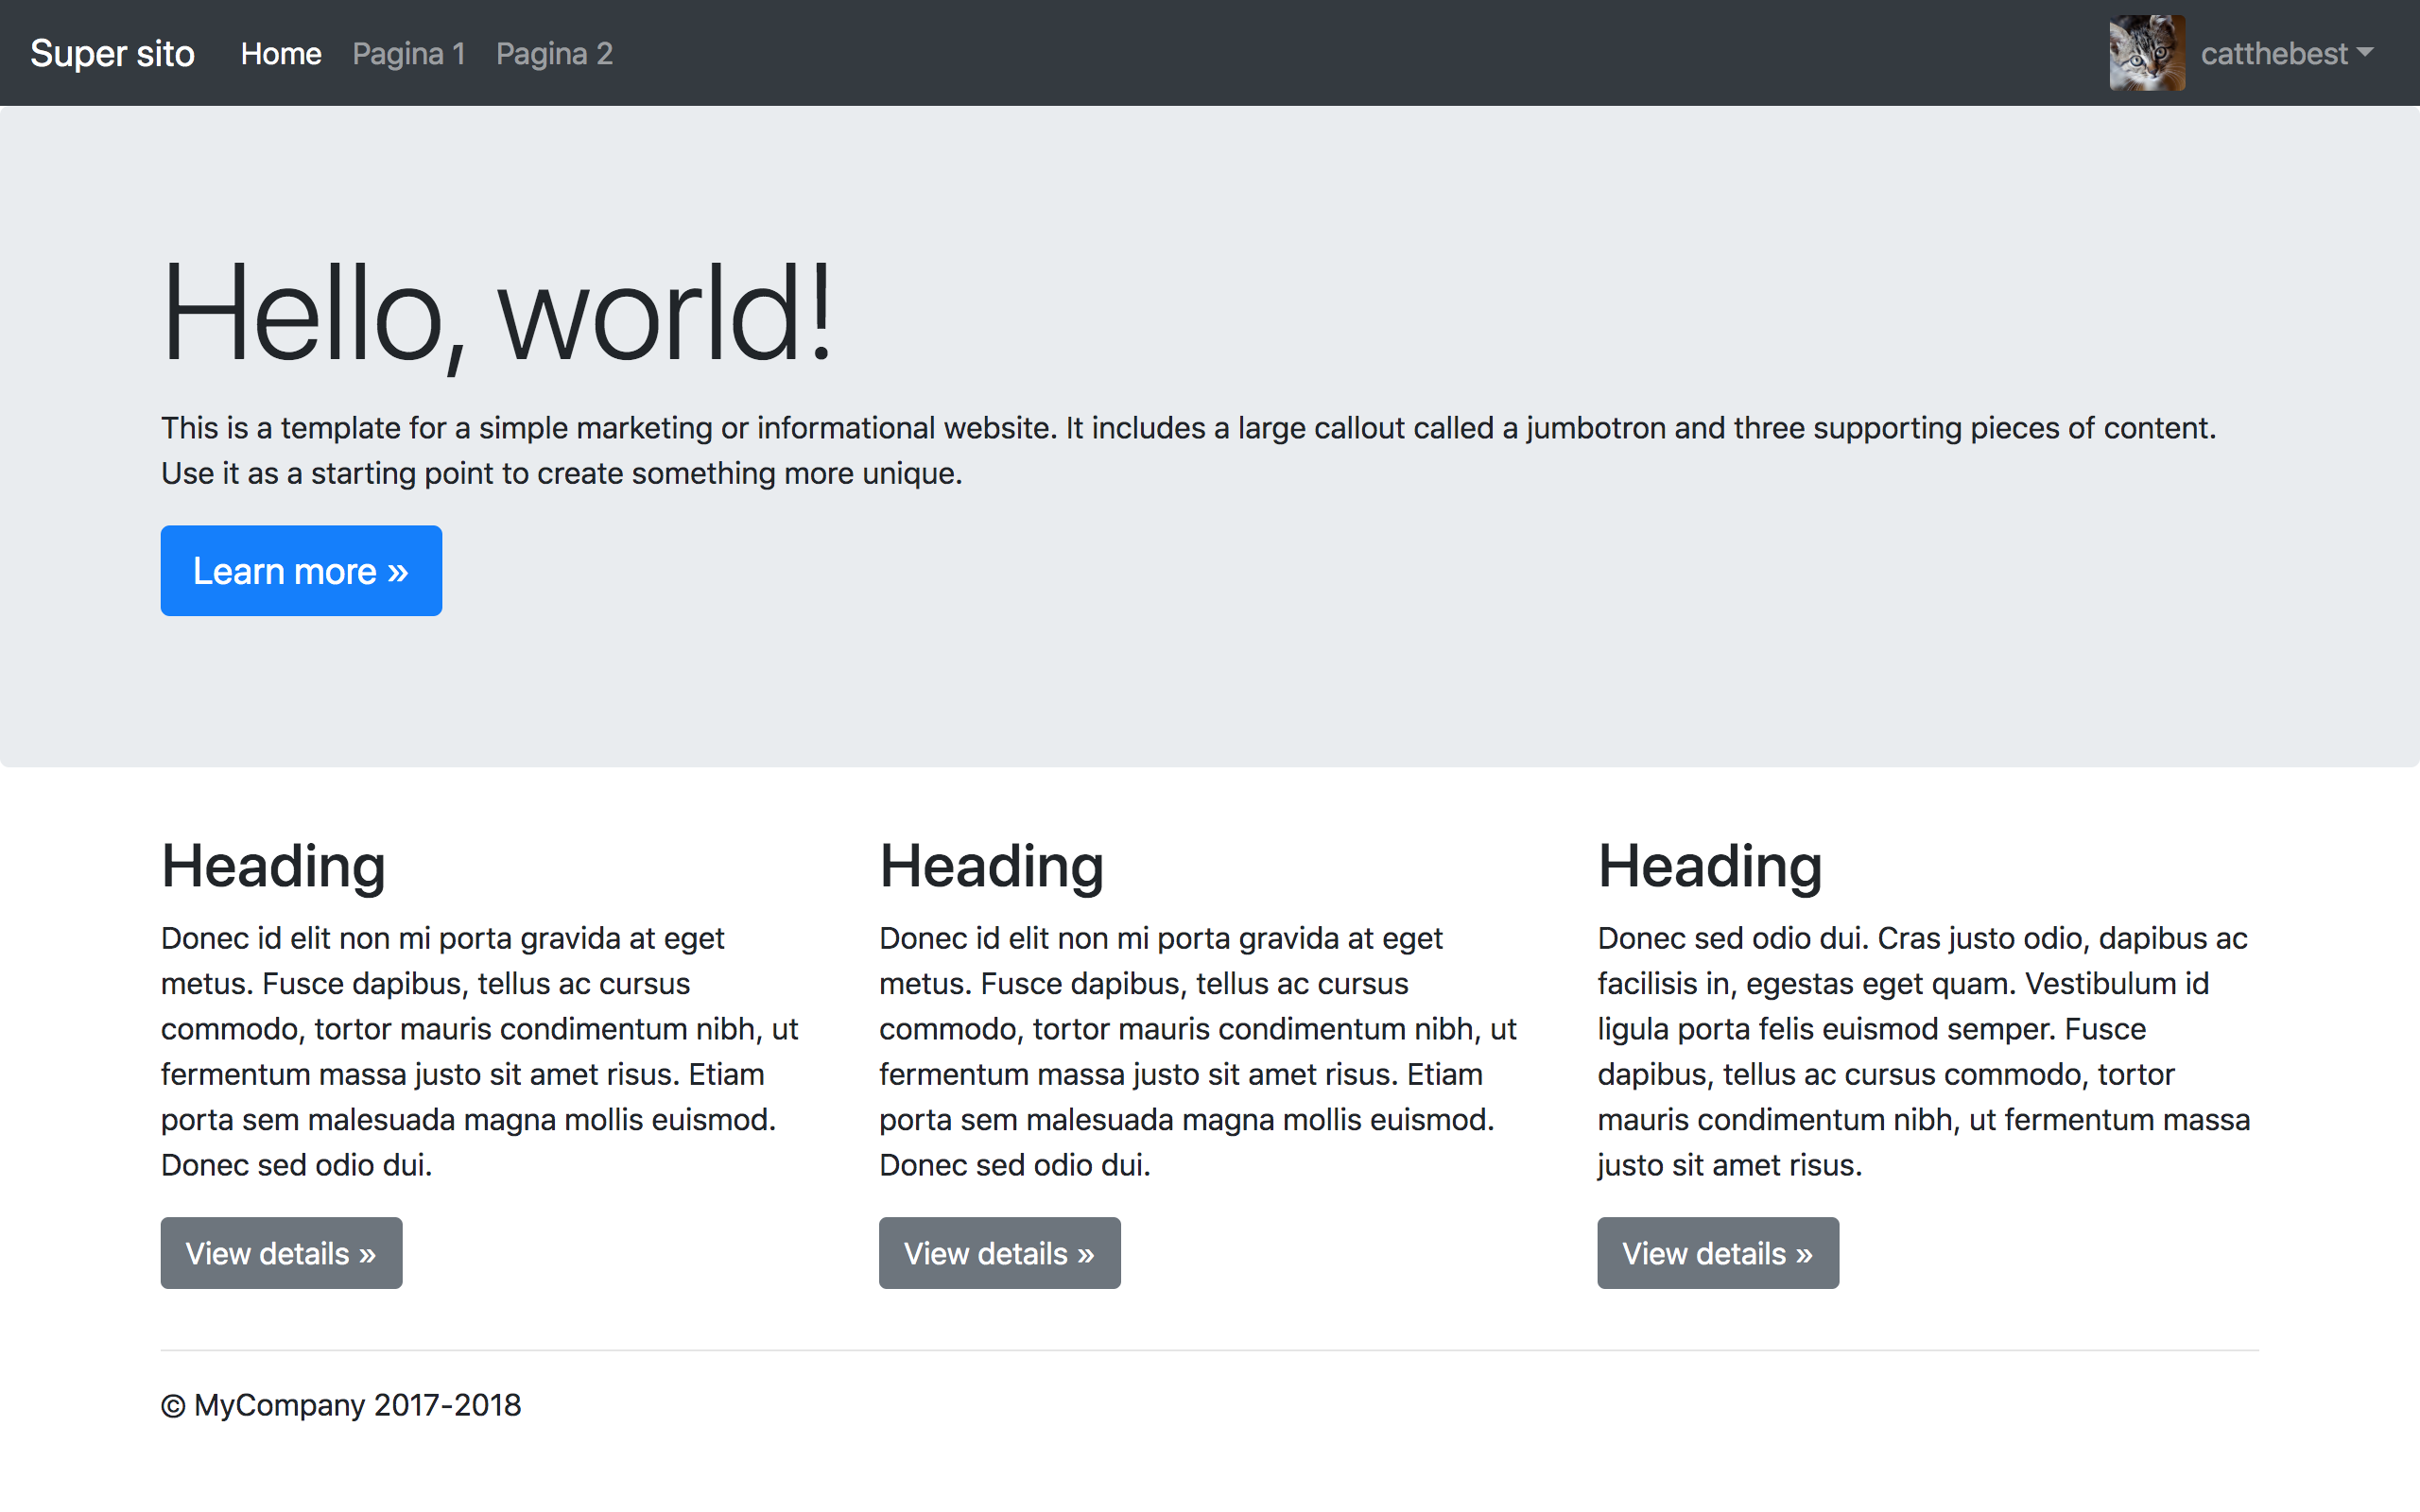 Super sito Home Pagina 1 Pagina 2 catthebest
Hello, world!
This is a template for a simple marketing or informational website. It includes a large callout called a jumbotron and three supporting pieces of content.
Use it as a starting point to create something more unique.
Learn more »
Heading
Donec id elit non mi porta gravida at eget
metus. Fusce dapibus, tellus ac cursus
commodo, tortor mauris condimentum nibh, ut
fermentum massa justo sit amet risus. Etiam
porta sem malesuada magna mollis euismod.
Donec sed odio dui.
View details »
Heading
Donec id elit non mi porta gravida at eget
metus. Fusce dapibus, tellus ac cursus
commodo, tortor mauris condimentum nibh, ut
fermentum massa justo sit amet risus. Etiam
porta sem malesuada magna mollis euismod.
Donec sed odio dui.
View details »
Heading
Donec sed odio dui. Cras justo odio, dapibus ac
facilisis in, egestas eget quam. Vestibulum id
ligula porta felis euismod semper. Fusce
dapibus, tellus ac cursus commodo, tortor
mauris condimentum nibh, ut fermentum massa
justo sit amet risus.
View details »
© MyCompany 2017-2018